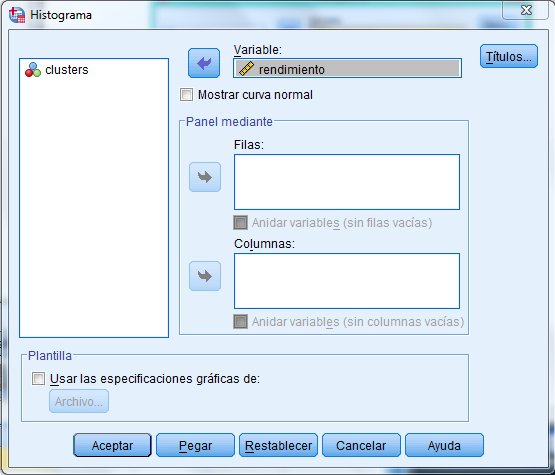 Histograma
clusters
Variable:
rendimiento
Títulos...
Mostrar curva normal
Panel mediante
Filas:
Anidar variables (sin filas vacías)
Columnas:
Anidar variables (sin columnas vacías)
Plantilla
Usar las especificaciones gráficas de:
Archivo...
Aceptar
Pegar
Restablecer
Cancelar
Ayuda